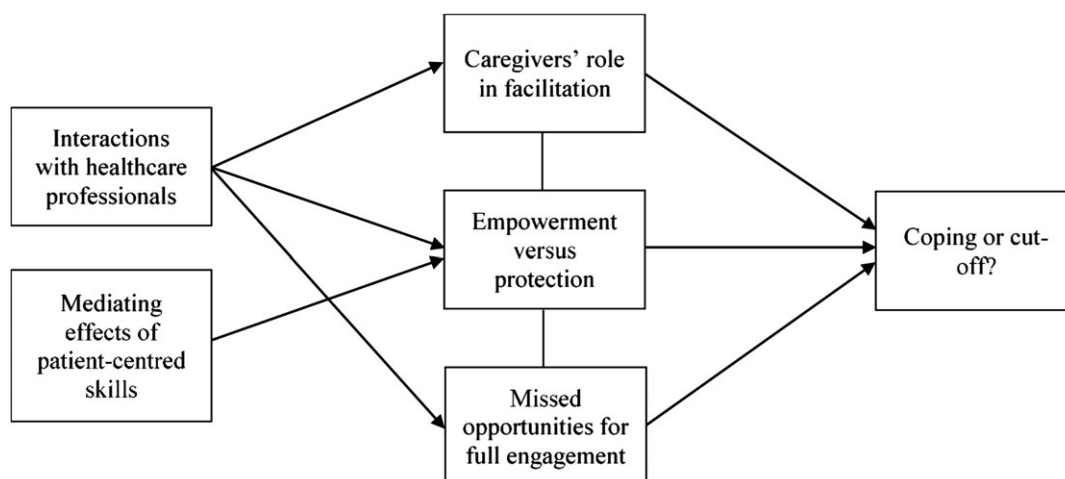 Caregivers' role
in facilitation
Interactions
with healthcare
professionals
Empowerment
versus
protection
Coping or cut-
off?
Mediating
effects of
patient-centred
skills
Missed
opportunities for
full engagement